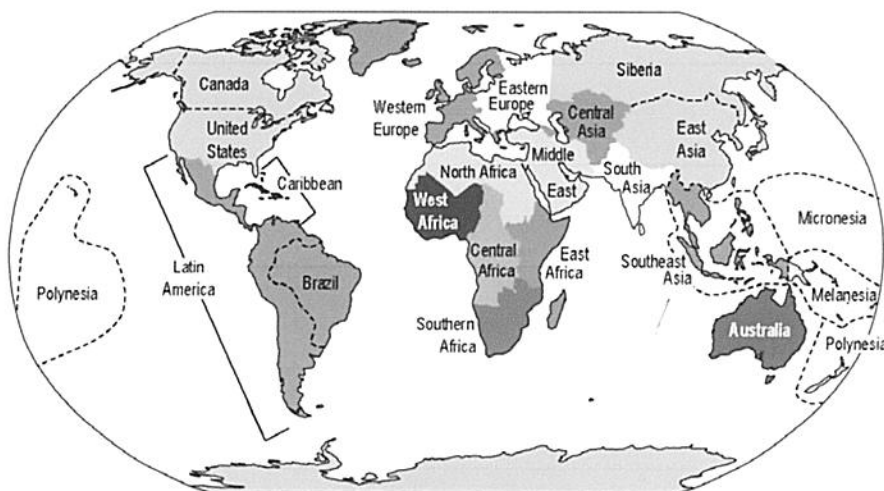 Canada
United
States
Caribbean
Latin
America
Brazil
Polynesia
Western
Europe
Eastern
Europe
Siberia
Central
Asia
East
Asia
Middle
East
South
Asia
North Africa
West
Africa
Central
Africa
East
Africa
Southern
Africa
Southeast
Asia
Micronesia
Melanesia
Australia
Polynesia